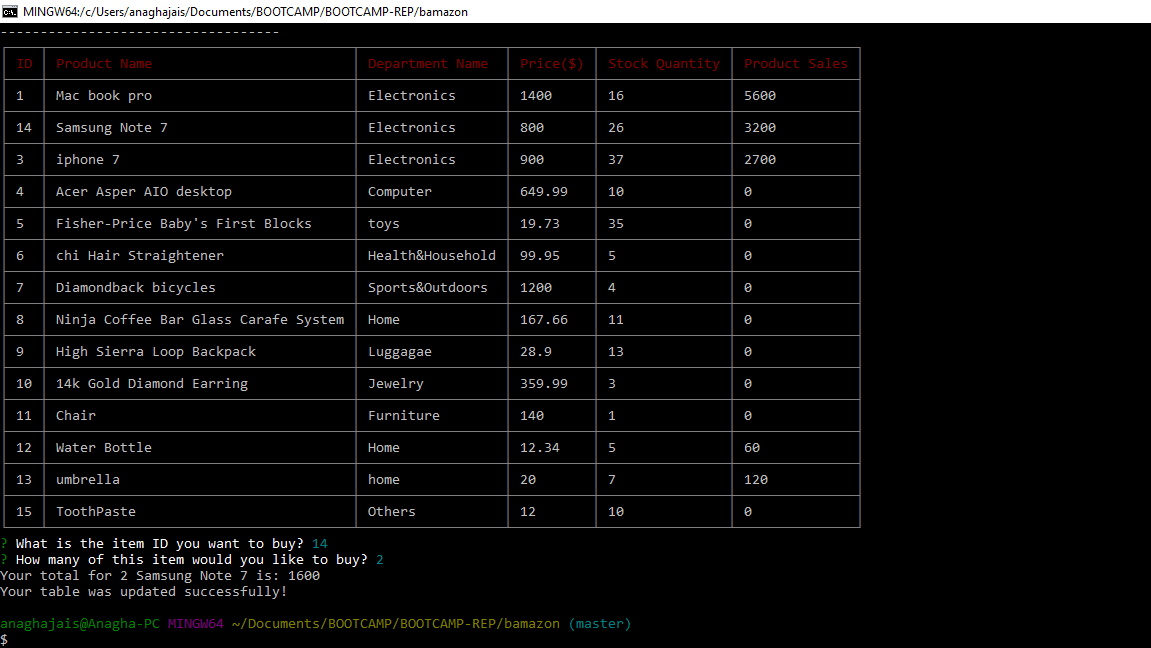 MINGW64:/c/Users/anaghajais/Documents/BOOTCAMP/BOOTCAMP-REP/bamazon
-----------------------------------
ID Product Name Department Name Price($) Stock Quantity Product Sales
1 Mac book pro Electronics 1400 16 5600
14 Samsung Note 7 Electronics 800 26 3200
3 iphone 7 Electronics 900 37 2700
4 Acer Asper AIO desktop Computer 649.99 10 0
5 Fisher-Price Baby's First Blocks toys 19.73 35 0
6 chi Hair Straightener Health&Household 99.95 5 0
7 Diamondback bicycles Sports&Outdoors 1200 4 0
8 Ninja Coffee Bar Glass Carafe System Home 167.66 11 0
9 High Sierra Loop Backpack Luggagae 28.9 13 0
10 14k Gold Diamond Earring Jewelry 359.99 3 0
11 Chair Furniture 140 1 0
12 Water Bottle Home 12.34 5 60
13 umbrella home 20 7 120
15 ToothPaste Others 12 10 0
? What is the item ID you want to buy? 14
? How many of this item would you like to buy? 2
Your total for 2 Samsung Note 7 is: 1600
Your table was updated successfully!
anaghajais@Anagha-PC MINGW64 ~/Documents/BOOTCAMP/BOOTCAMP-REP/bamazon (master)
$